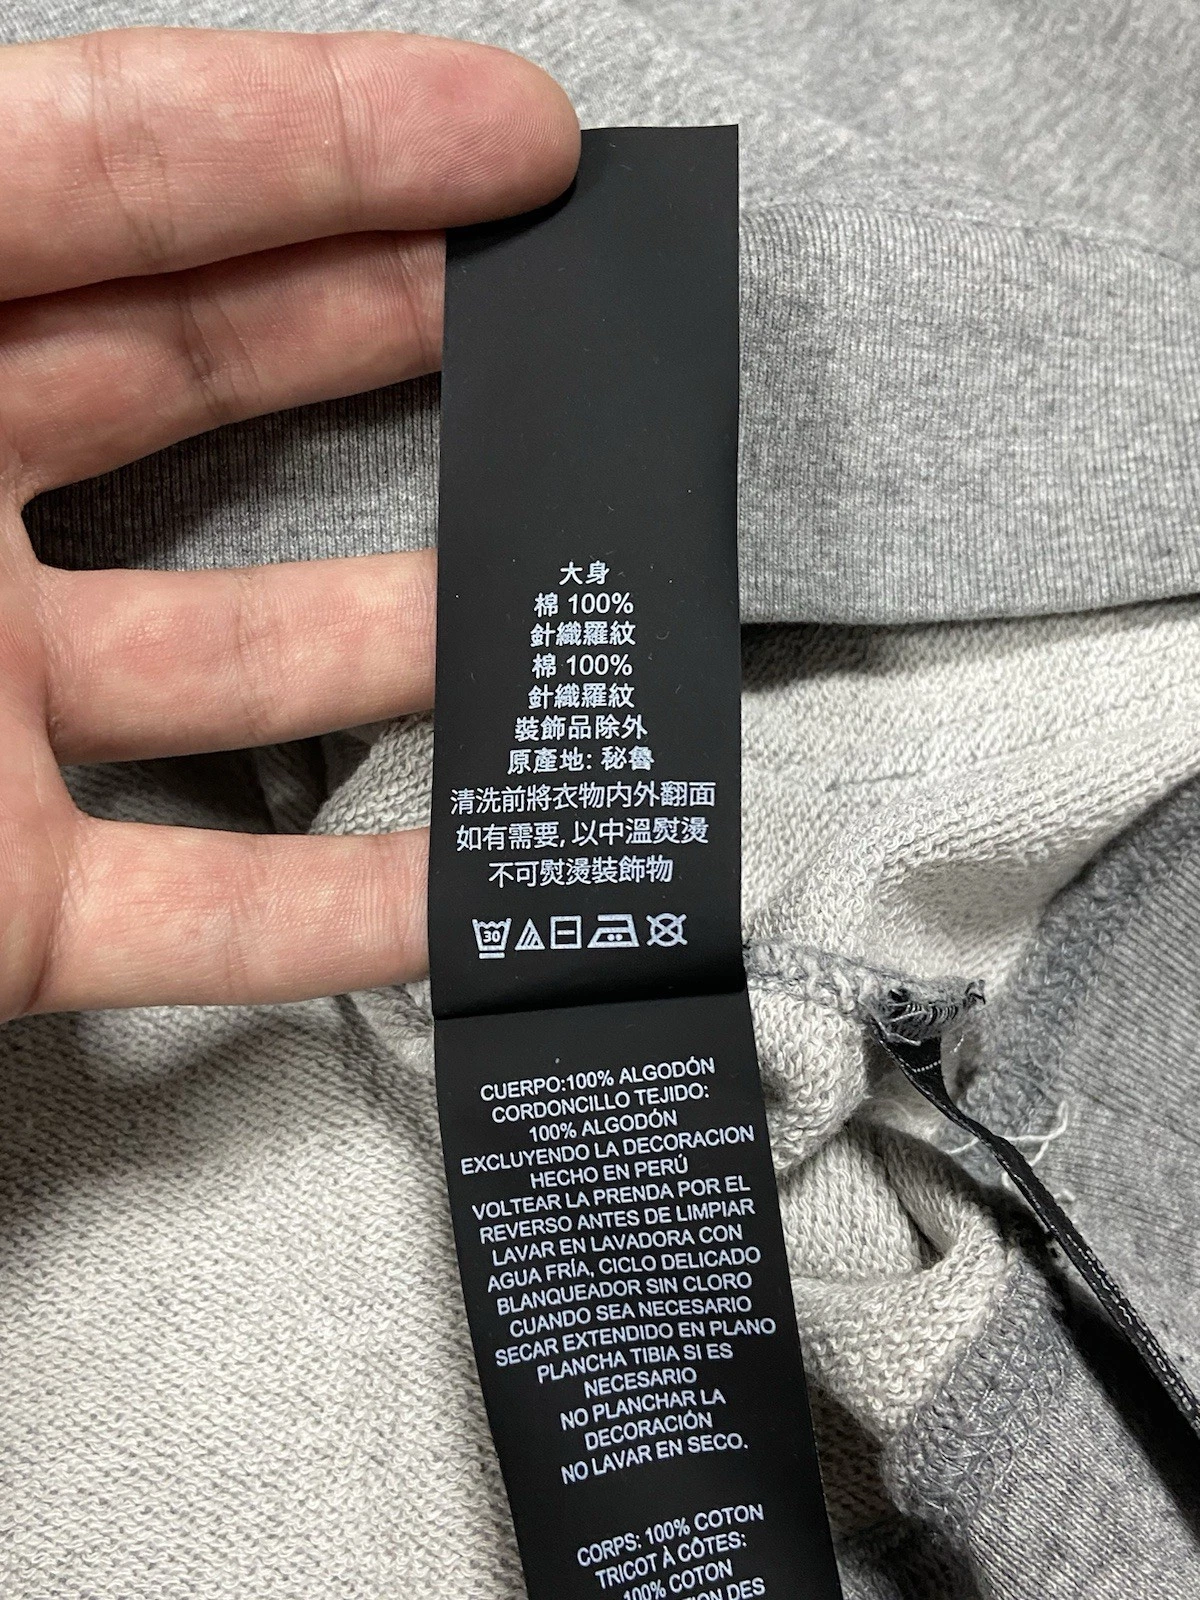 大身
棉 100%
針織羅紋
棉 100%
針織羅紋
裝飾品除外
原產地: 秘魯
清洗前將衣物内外翻面
如有需要, 以中溫熨燙
不可熨燙裝飾物
30
CUERPO:100% ALGODÓN
CORDONCILLO TEJIDO:
100% ALGODÓN
EXCLUYENDO LA DECORACION
HECHO EN PERÚ
VOLTEAR LA PRENDA POR EL
REVERSO ANTES DE LIMPIAR
LAVAR EN LAVADORA CON
AGUA FRÍA, CICLO DELICADO
BLANQUEADOR SIN CLORO
CUANDO SEA NECESARIO
SECAR EXTENDIDO EN PLANO
PLANCHA TIBIA SI ES
NECESARIO
NO PLANCHAR LA
DECORACIÓN
NO LAVAR EN SECO.
CORPS: 100% COTON
TRICOT À CÔTES:
100% COTON
DES